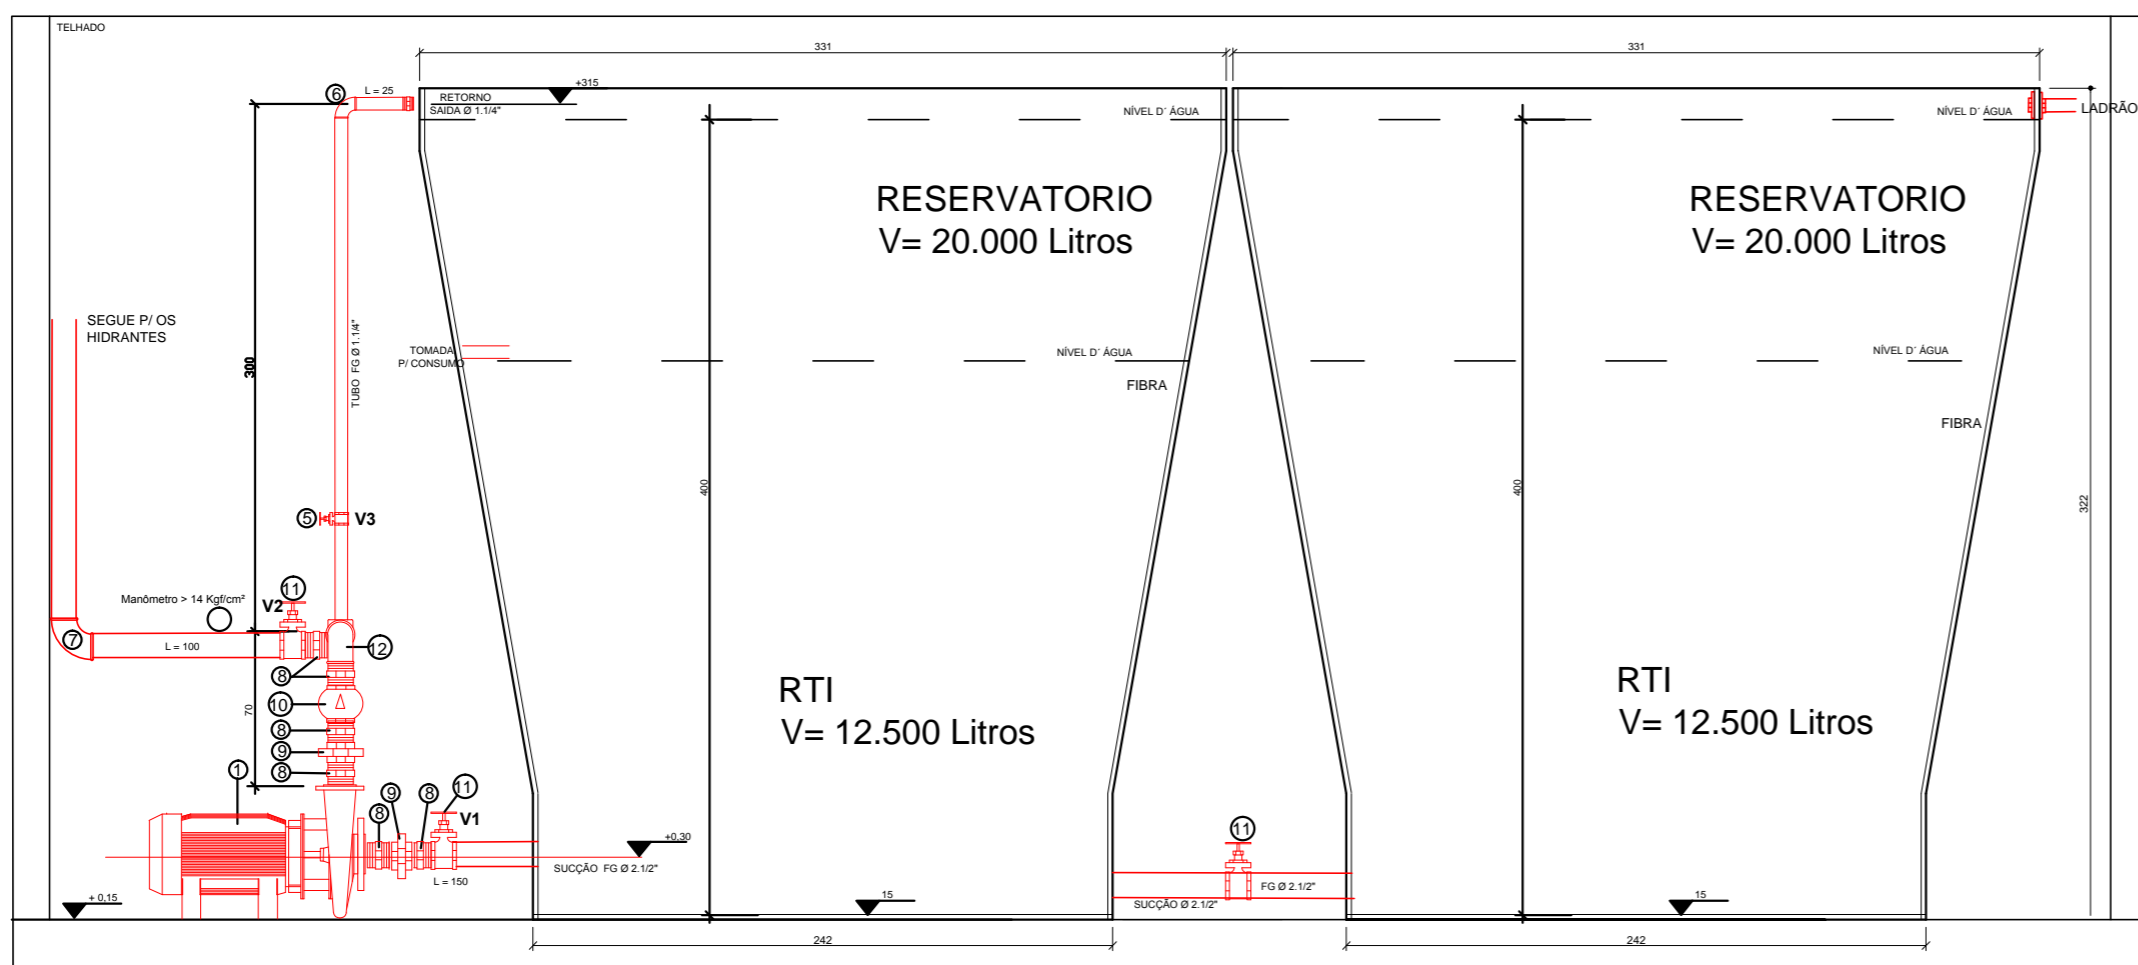 TELHADO
331
331
+315
L = 25
6
RETORNO
SAIDA Ø 1.1/4"
NÍVEL D´ ÁGUA
NÍVEL D´ ÁGUA
LADRÃO
RESERVATORIO
V= 20.000 Litros
RESERVATORIO
V= 20.000 Litros
SEGUE P/ OS
HIDRANTES
300
TUBO FG Ø 1.1/4"
TOMADA
P/ CONSUMO
NÍVEL D´ ÁGUA
NÍVEL D´ ÁGUA
FIBRA
FIBRA
400
400
322
5
V3
11
Manômetro > 14 Kgf/cm²
V2
7
L = 100
12
8
RTI
V= 12.500 Litros
RTI
V= 12.500 Litros
10
70
8
9
8
1
9
8
8
11
V1
+0,30
SUCÇÃO FG Ø 2.1/2"
L = 150
11
FG Ø 2.1/2"
SUCÇÃO Ø 2.1/2"
+ 0,15
15
15
242
242